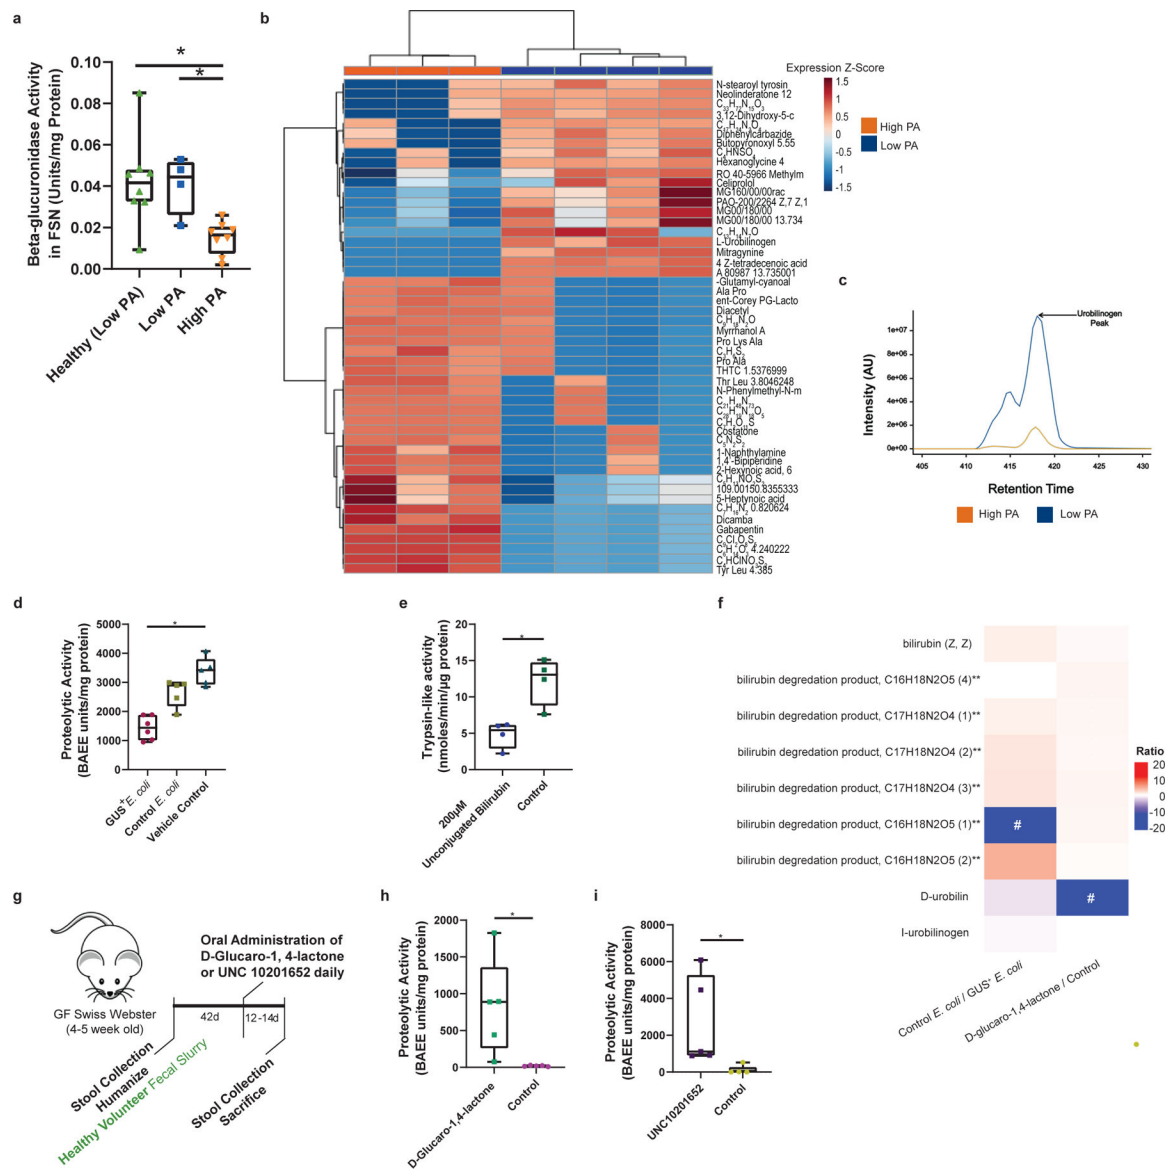 a
Beta-glucuronidase Activity
in FSN (Units/mg Protein)
0.10
0.08
0.06
0.04
0.02
0.00
*
*
Healthy (Low PA)
Low PA
High PA
b
N-stearoyl tyrosin
Neolinderatone 12
3,12-Dihydroxy-5-c
Diphenylcarbazide
Butopyronoxyl 5.55
Hexanoglycine 4
RO 40-5966 Methylm
Celiprolol
MG160/00/00rac
PAO-200/2264 Z,7 Z,1
MG00/180/00
MG00/180/00 13.734
L-Urobilinogen
Mitragynine
4 Z-tetradecenoic acid
A 80987 13.735001
-Glutamyl-cyanoal
Ala Pro
ent-Corey PG-Lacto
Diacetyl
Myrrhanol A
Pro Lys Ala
Pro Ala
THTC 1.5376999
Thr Leu 3.8046248
N-Phenylmethyl-N-m
Costatone
1-Naphthylamine
1,4'-Bipiperidine
2-Hexynoic acid, 6
109.00150.8355333
5-Heptynoic acid
Dicamba
Gabapentin
Tyr Leu 4.385
Expression Z-Score
1.5
1
0.5
0
-0.5
-1
-1.5
High PA
Low PA
c
Intensity (AU)
1e+07
8e+06
6e+06
4e+06
2e+06
0e+00
Urobilinogen
Peak
405 410 415 420 425 430
Retention Time
High PA
Low PA
d
Proteolytic Activity
(BAEE units/mg protein)
5000
4000
3000
2000
1000
0
*
GUS+ E. coli
Control E. coli
Vehicle Control
e
Trypsin-like activity
(nmoles/min/µg protein)
20
15
10
5
0
*
200µM
Unconjugated Bilirubin
Control
f
bilirubin (Z, Z)
bilirubin degredation product, C16H18N2O5 (4)**
bilirubin degredation product, C17H18N2O4 (1)**
bilirubin degredation product, C17H18N2O4 (2)**
bilirubin degredation product, C17H18N2O4 (3)**
bilirubin degredation product, C16H18N2O5 (1)**
#
bilirubin degredation product, C16H18N2O5 (2)**
D-urobilin
#
I-urobilinogen
Control E. coli / GUS+ E. coli
D-glucaro-1,4-lactone / Control
Ratio
20
10
0
-10
-20
g
GF Swiss Webster
(4-5 week old)
Oral Administration of
D-Glucaro-1, 4-lactone
or UNC 10201652 daily
42d
12-14d
Stool Collection
Humanize
Healthy Volunteer Fecal Slurry
Stool Collection
Sacrifice
h
Proteolytic Activity
(BAEE units/mg protein)
2000
1500
1000
500
0
*
D-Glucaro-1,4-lactone
Control
i
Proteolytic Activity
(BAEE units/mg protein)
8000
6000
4000
2000
0
*
UNC10201652
Control